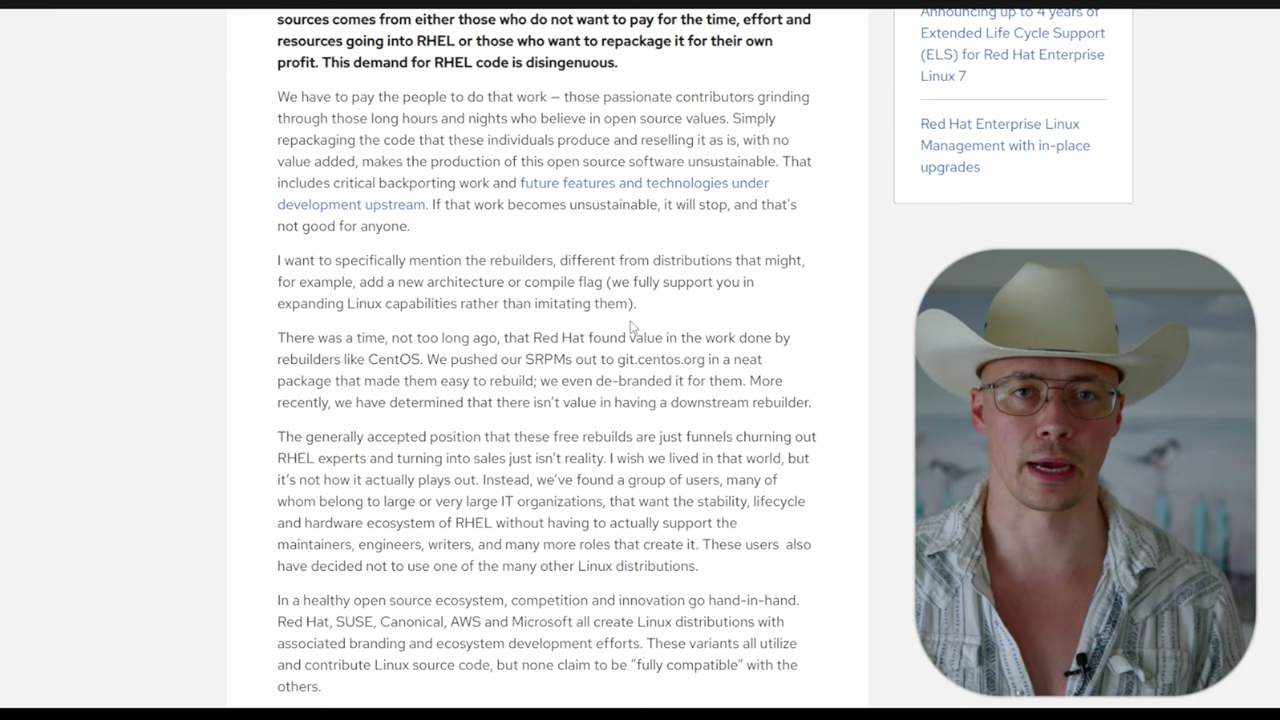 sources comes from either those who do not want to pay for the time, effort and
resources going into RHEL or those who want to repackage it for their own
profit. This demand for RHEL code is disingenuous.
We have to pay the people to do that work — those passionate contributors grinding
through those long hours and nights who believe in open source values. Simply
repackaging the code that these individuals produce and reselling it as is, with no
value added, makes the production of this open source software unsustainable. That
includes critical backporting work and future features and technologies under
development upstream. If that work becomes unsustainable, it will stop, and that's
not good for anyone.
I want to specifically mention the rebuilders, different from distributions that might,
for example, add a new architecture or compile flag (we fully support you in
expanding Linux capabilities rather than imitating them).
There was a time, not too long ago, that Red Hat found value in the work done by
rebuilders like CentOS. We pushed our SRPMs out to git.centos.org in a neat
package that made them easy to rebuild; we even de-branded it for them. More
recently, we have determined that there isn't value in having a downstream rebuilder.
The generally accepted position that these free rebuilds are just funnels churning out
RHEL experts and turning into sales just isn't reality. I wish we lived in that world, but
it's not how it actually plays out. Instead, we've found a group of users, many of
whom belong to large or very large IT organizations, that want the stability, lifecycle
and hardware ecosystem of RHEL without having to actually support the
maintainers, engineers, writers, and many more roles that create it. These users also
have decided not to use one of the many other Linux distributions.
In a healthy open source ecosystem, competition and innovation go hand-in-hand.
Red Hat, SUSE, Canonical, AWS and Microsoft all create Linux distributions with
associated branding and ecosystem development efforts. These variants all utilize
and contribute Linux source code, but none claim to be "fully compatible" with the
others.
Announcing up to 4 years of
Extended Life Cycle Support
(ELS) for Red Hat Enterprise
Linux 7
Red Hat Enterprise Linux
Management with in-place
upgrades